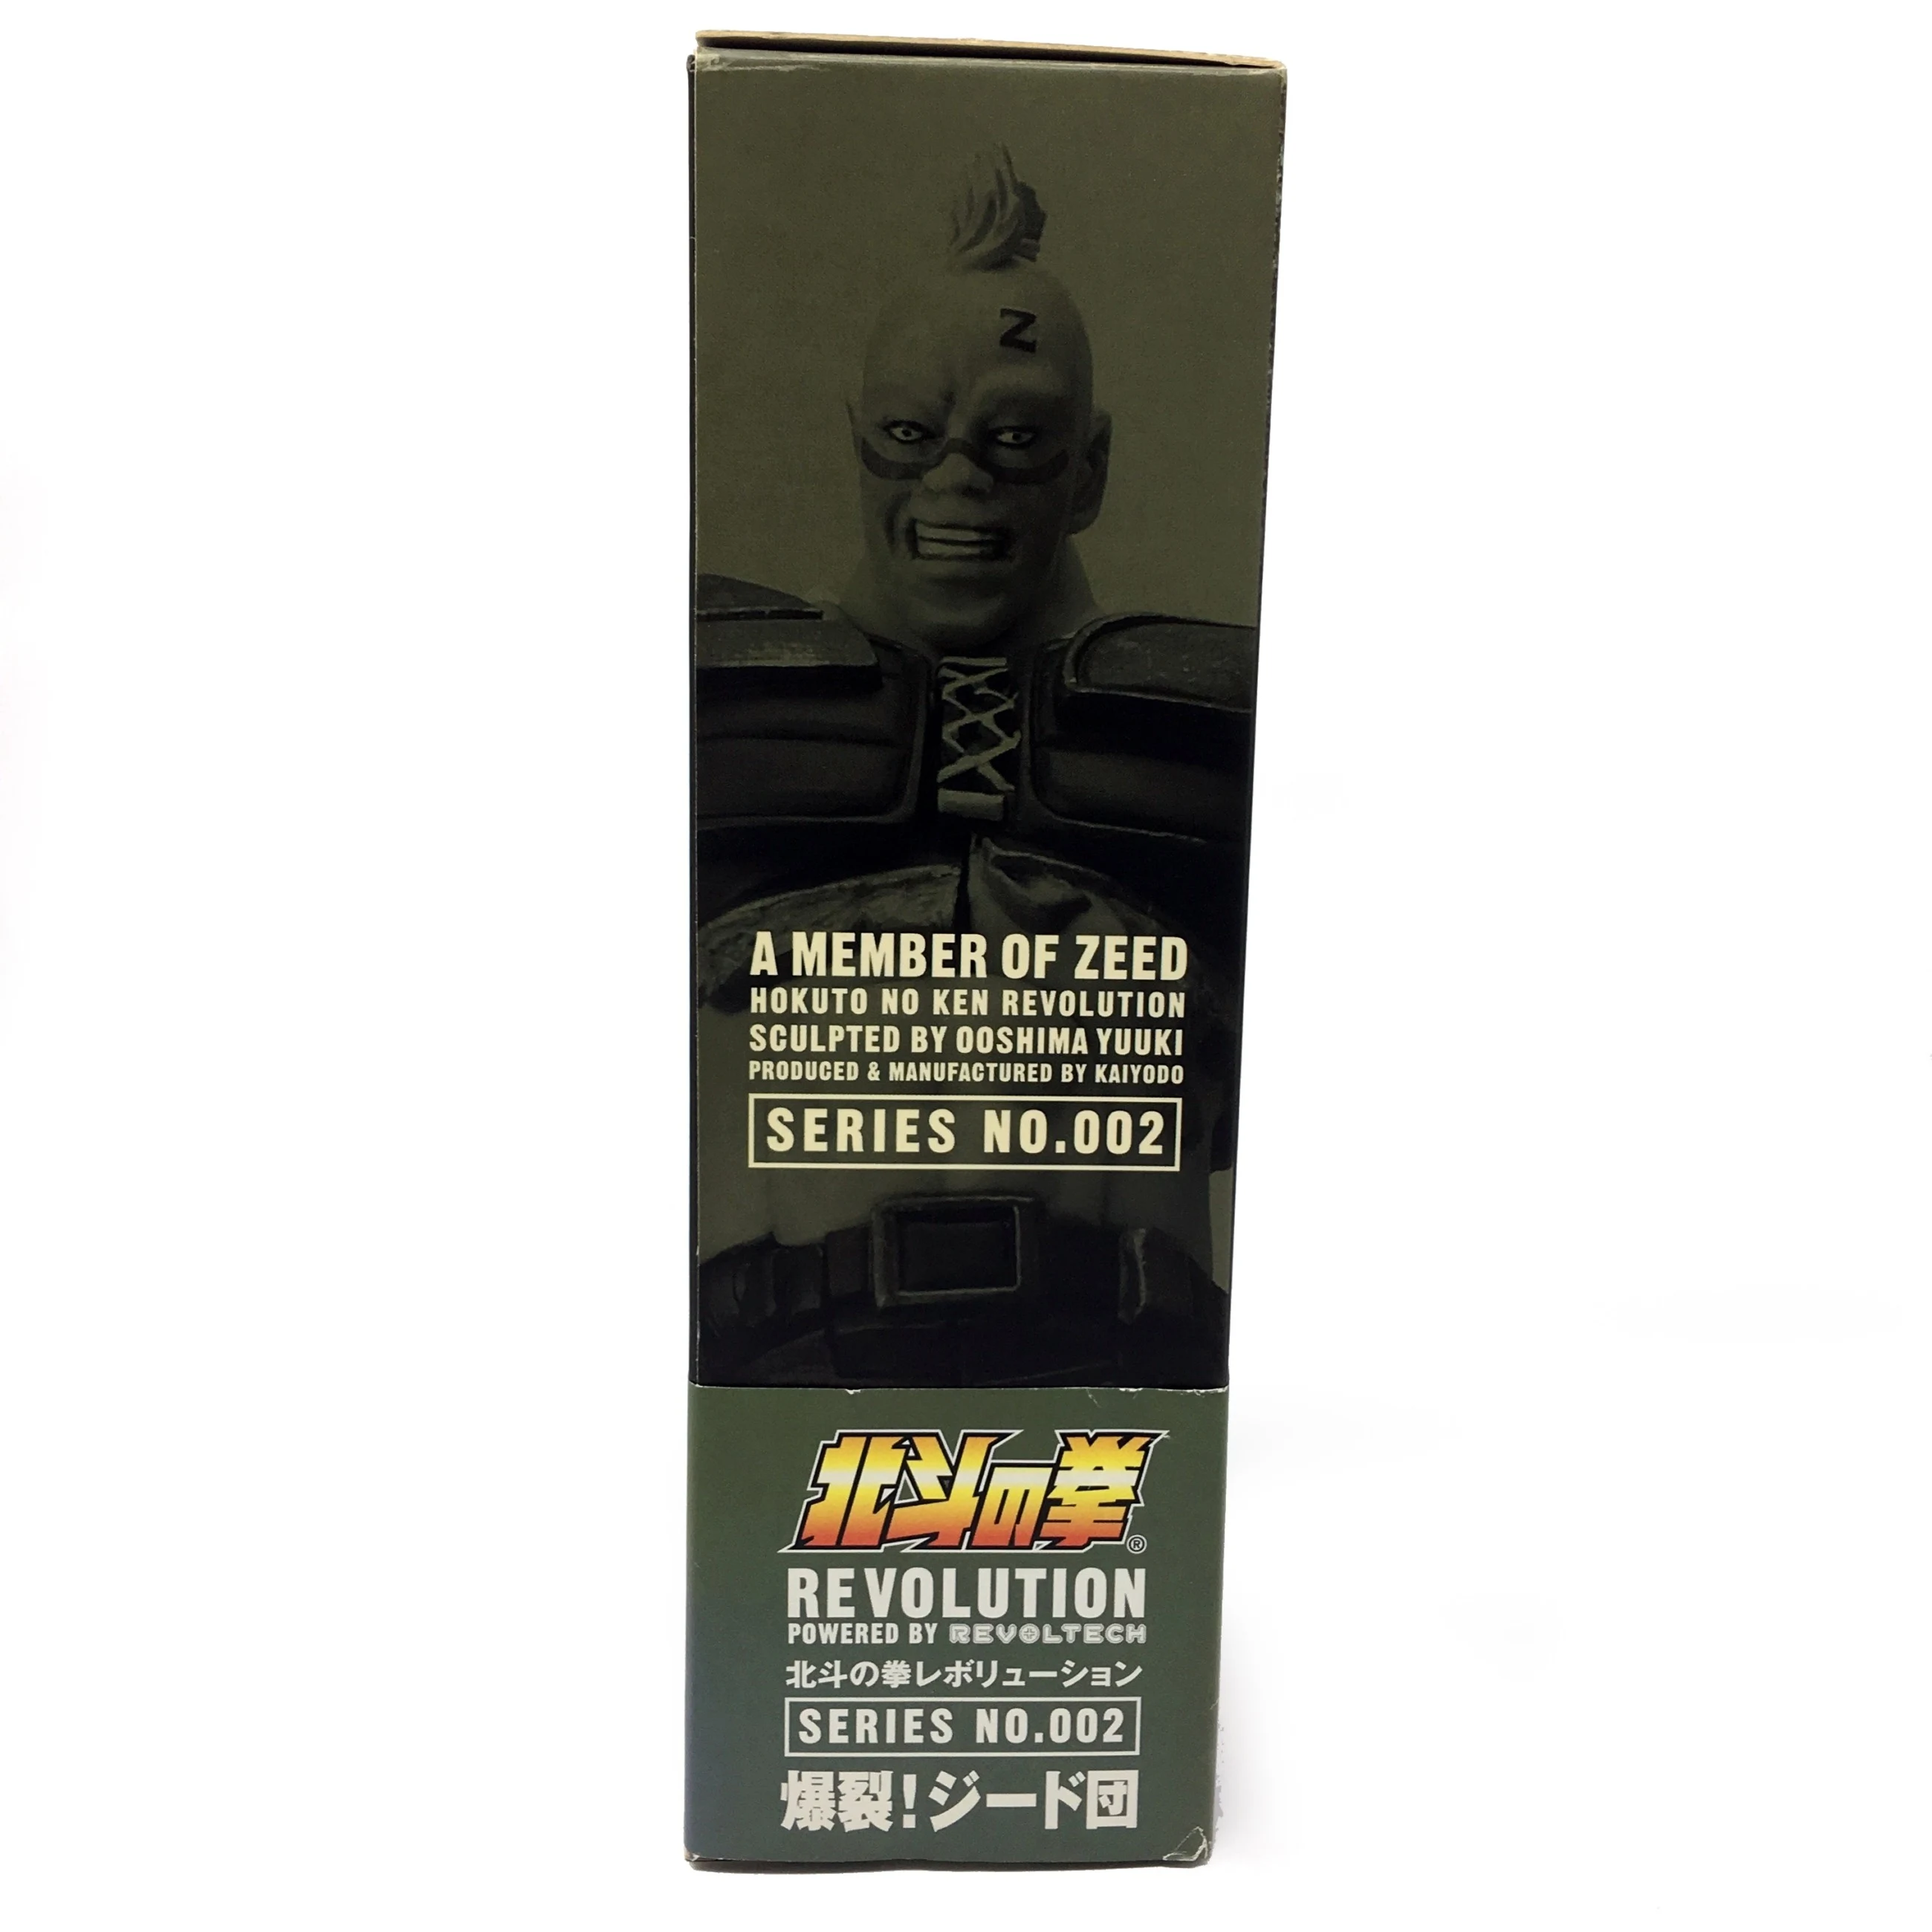 Z
A MEMBER OF ZEED
HOKUTO NO KEN REVOLUTION
SCULPTED BY OOSHIMA YUUKI
PRODUCED & MANUFACTURED BY KAIYODO
SERIES NO.002
北斗の拳®
REVOLUTION
POWERED BY REVOLTECH
北斗の拳レボリューション
SERIES NO.002
爆裂!ジード団